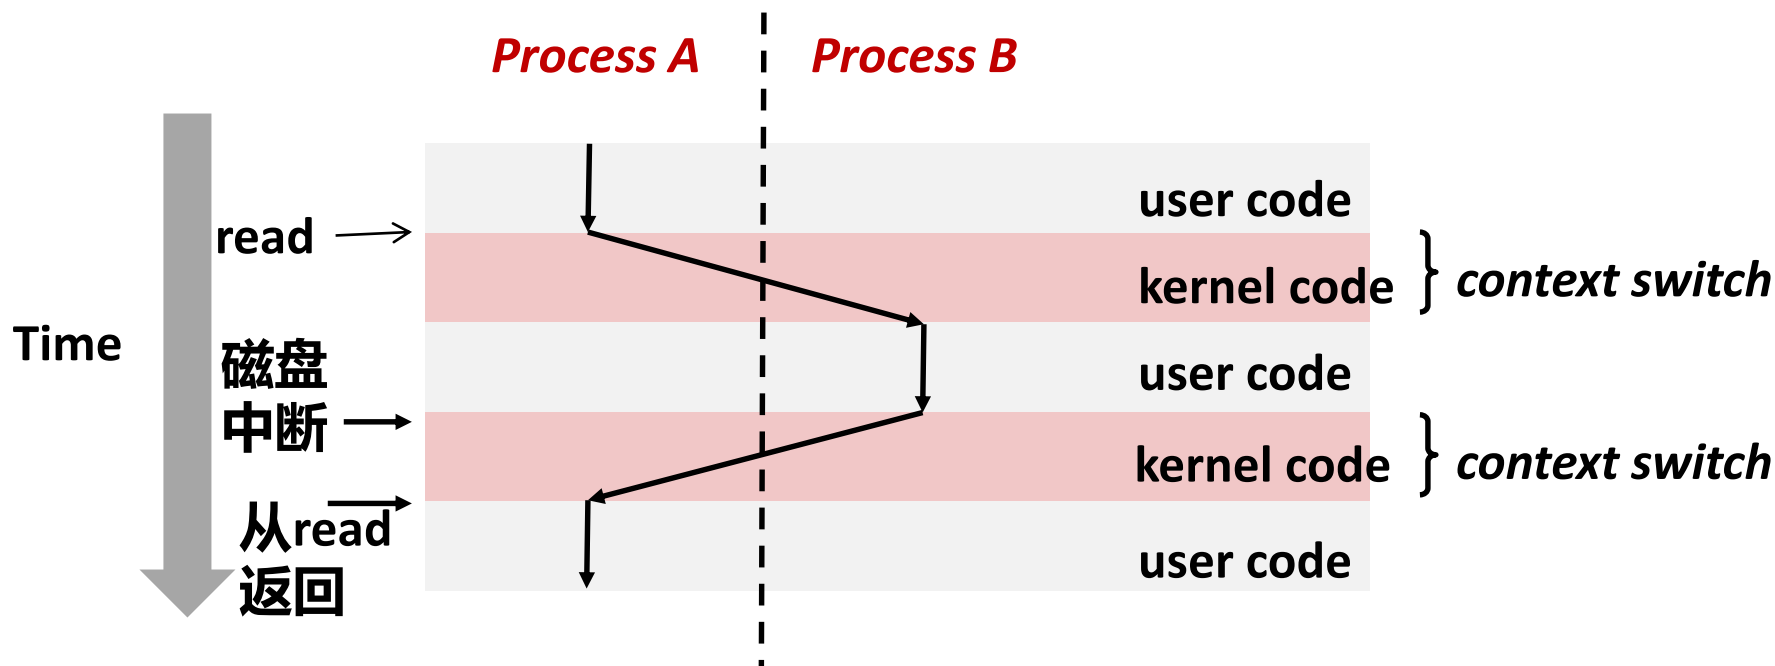 Process A
Process B
user code
read
kernel code
context switch
Time
磁盘
中断
user code
kernel code
context switch
从read
返回
user code